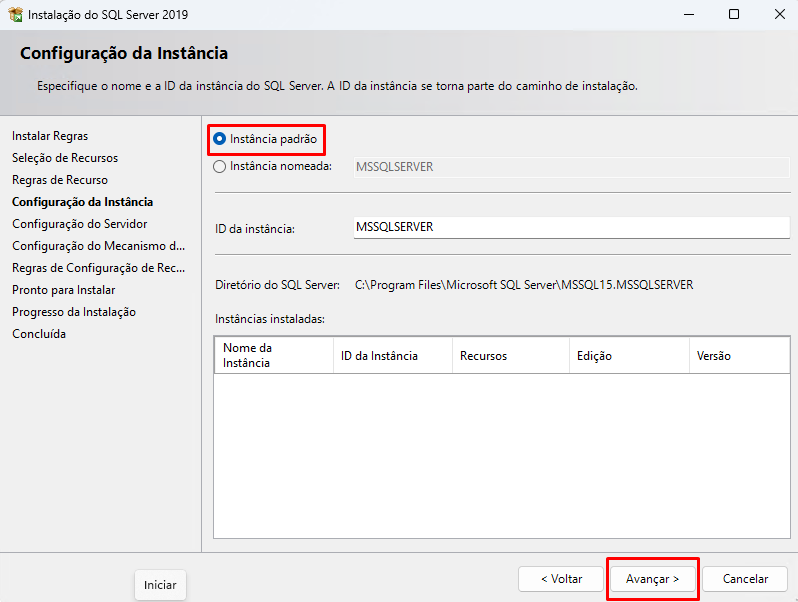 Instalação do SQL Server 2019
Configuração da Instância
Especifique o nome e a ID da instância do SQL Server. A ID da instância se torna parte do caminho de instalação.
Instalar Regras
Seleção de Recursos
Regras de Recurso
Configuração da Instância
Configuração do Servidor
Configuração do Mecanismo d...
Regras de Configuração de Rec...
Pronto para Instalar
Progresso da Instalação
Concluída
Instância padrão
Instância nomeada: MSSQLSERVER
ID da instância: MSSQLSERVER
Diretório do SQL Server: C:\Program Files\Microsoft SQL Server\MSSQL15.MSSQLSERVER
Instâncias instaladas:
Nome da Instância
ID da Instância
Recursos
Edição
Versão
Iniciar
< Voltar
Avançar >
Cancelar